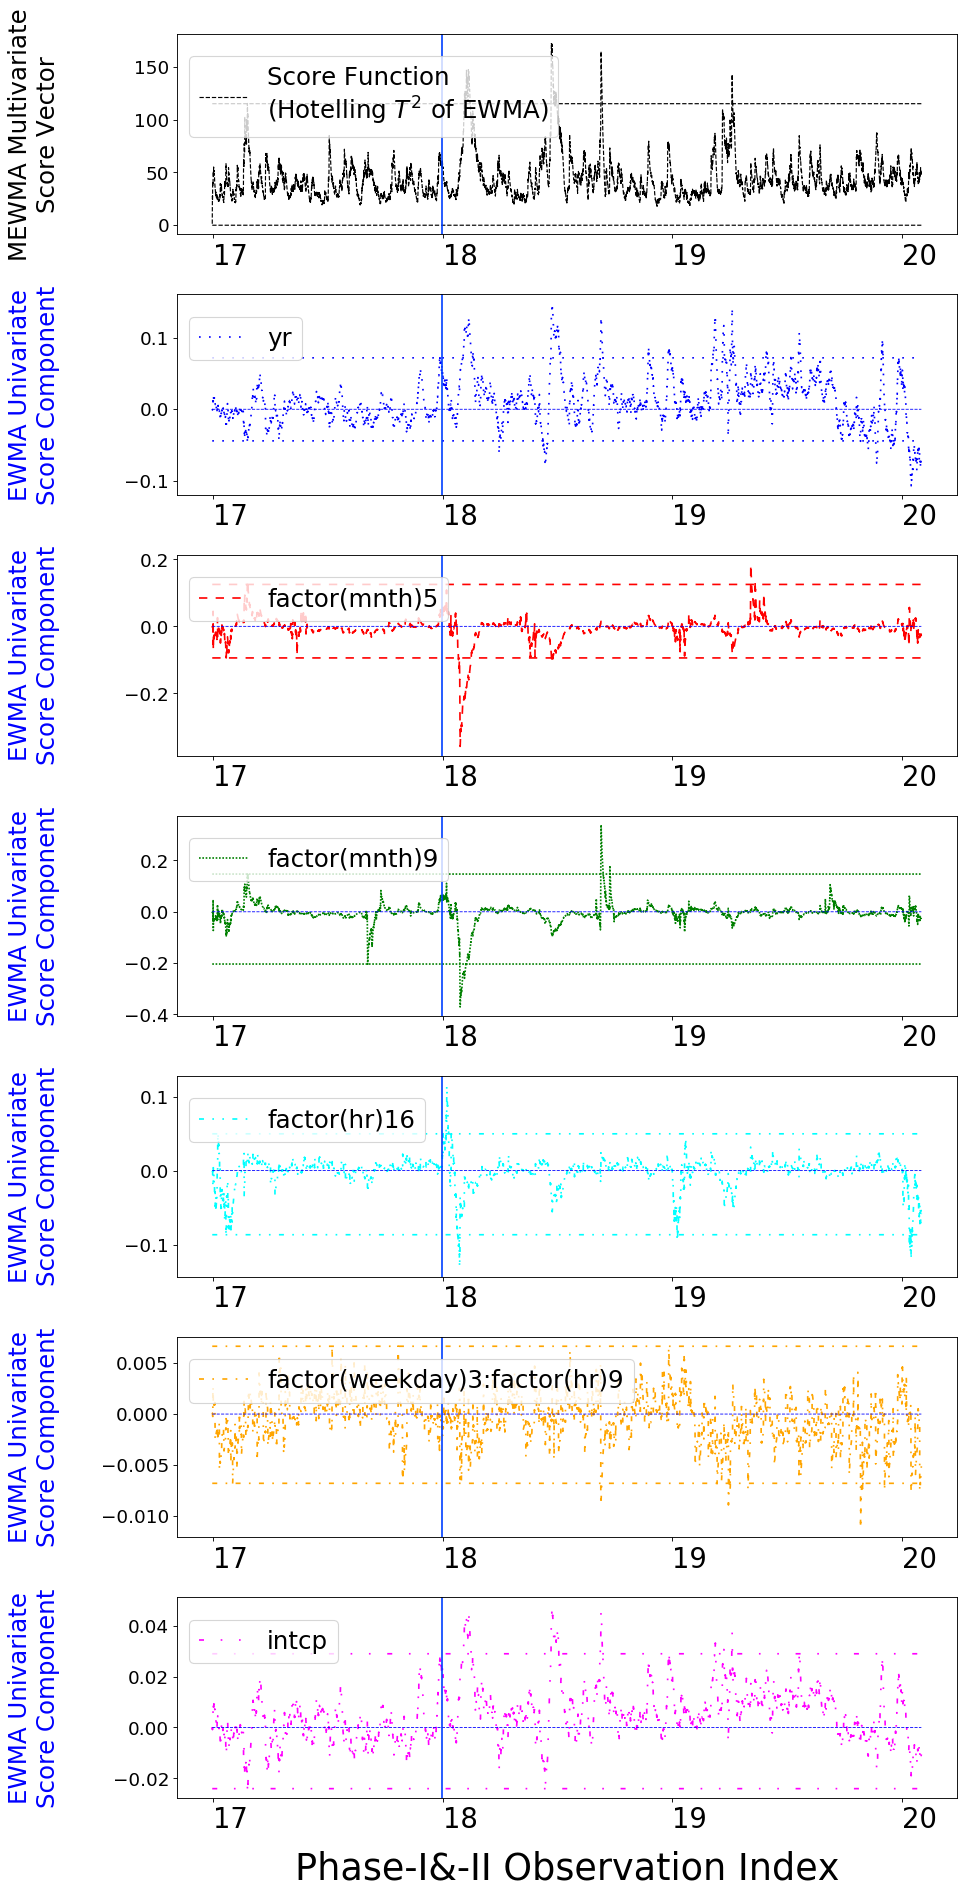 MEWMA Multivariate
Score Vector
150
100
50
0
Score Function
(Hotelling T² of EWMA)
17 18 19 20
EWMA Univariate
Score Component
0.1
0.0
−0.1
yr
17 18 19 20
EWMA Univariate
Score Component
0.2
0.0
−0.2
factor(mnth)5
17 18 19 20
EWMA Univariate
Score Component
0.2
0.0
−0.2
−0.4
factor(mnth)9
17 18 19 20
EWMA Univariate
Score Component
0.1
0.0
−0.1
factor(hr)16
17 18 19 20
EWMA Univariate
Score Component
0.005
0.000
−0.005
−0.010
factor(weekday)3:factor(hr)9
17 18 19 20
EWMA Univariate
Score Component
0.04
0.02
0.00
−0.02
intcp
17 18 19 20
Phase-I&-II Observation Index